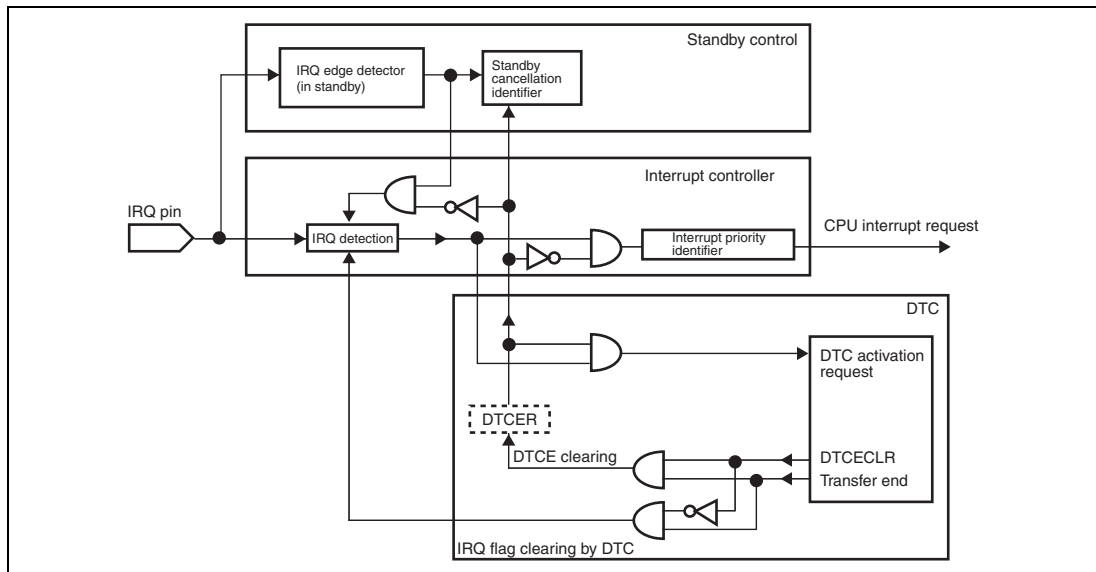 Standby control
IRQ edge detector
(in standby)
Standby
cancellation
identifier
Interrupt controller
IRQ pin
IRQ detection
Interrupt priority
identifier
CPU interrupt request
DTC
DTC activation
request
DTCER
DTCE clearing
DTCECLR
Transfer end
IRQ flag clearing by DTC